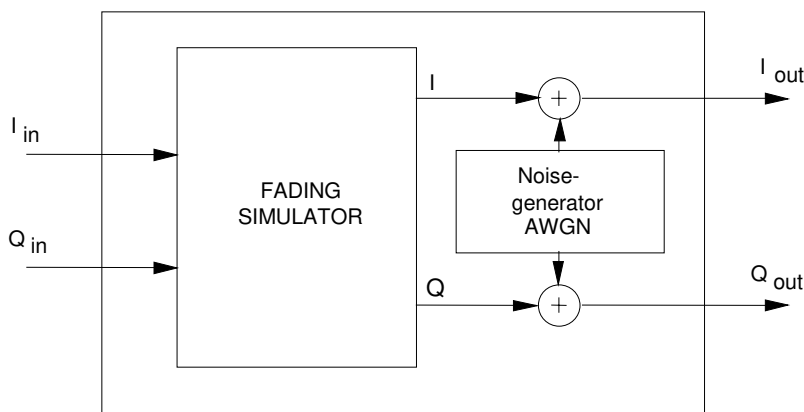 I
I out
I in
FADING
SIMULATOR
Noise-
generator
AWGN
Q in
Q
Q out